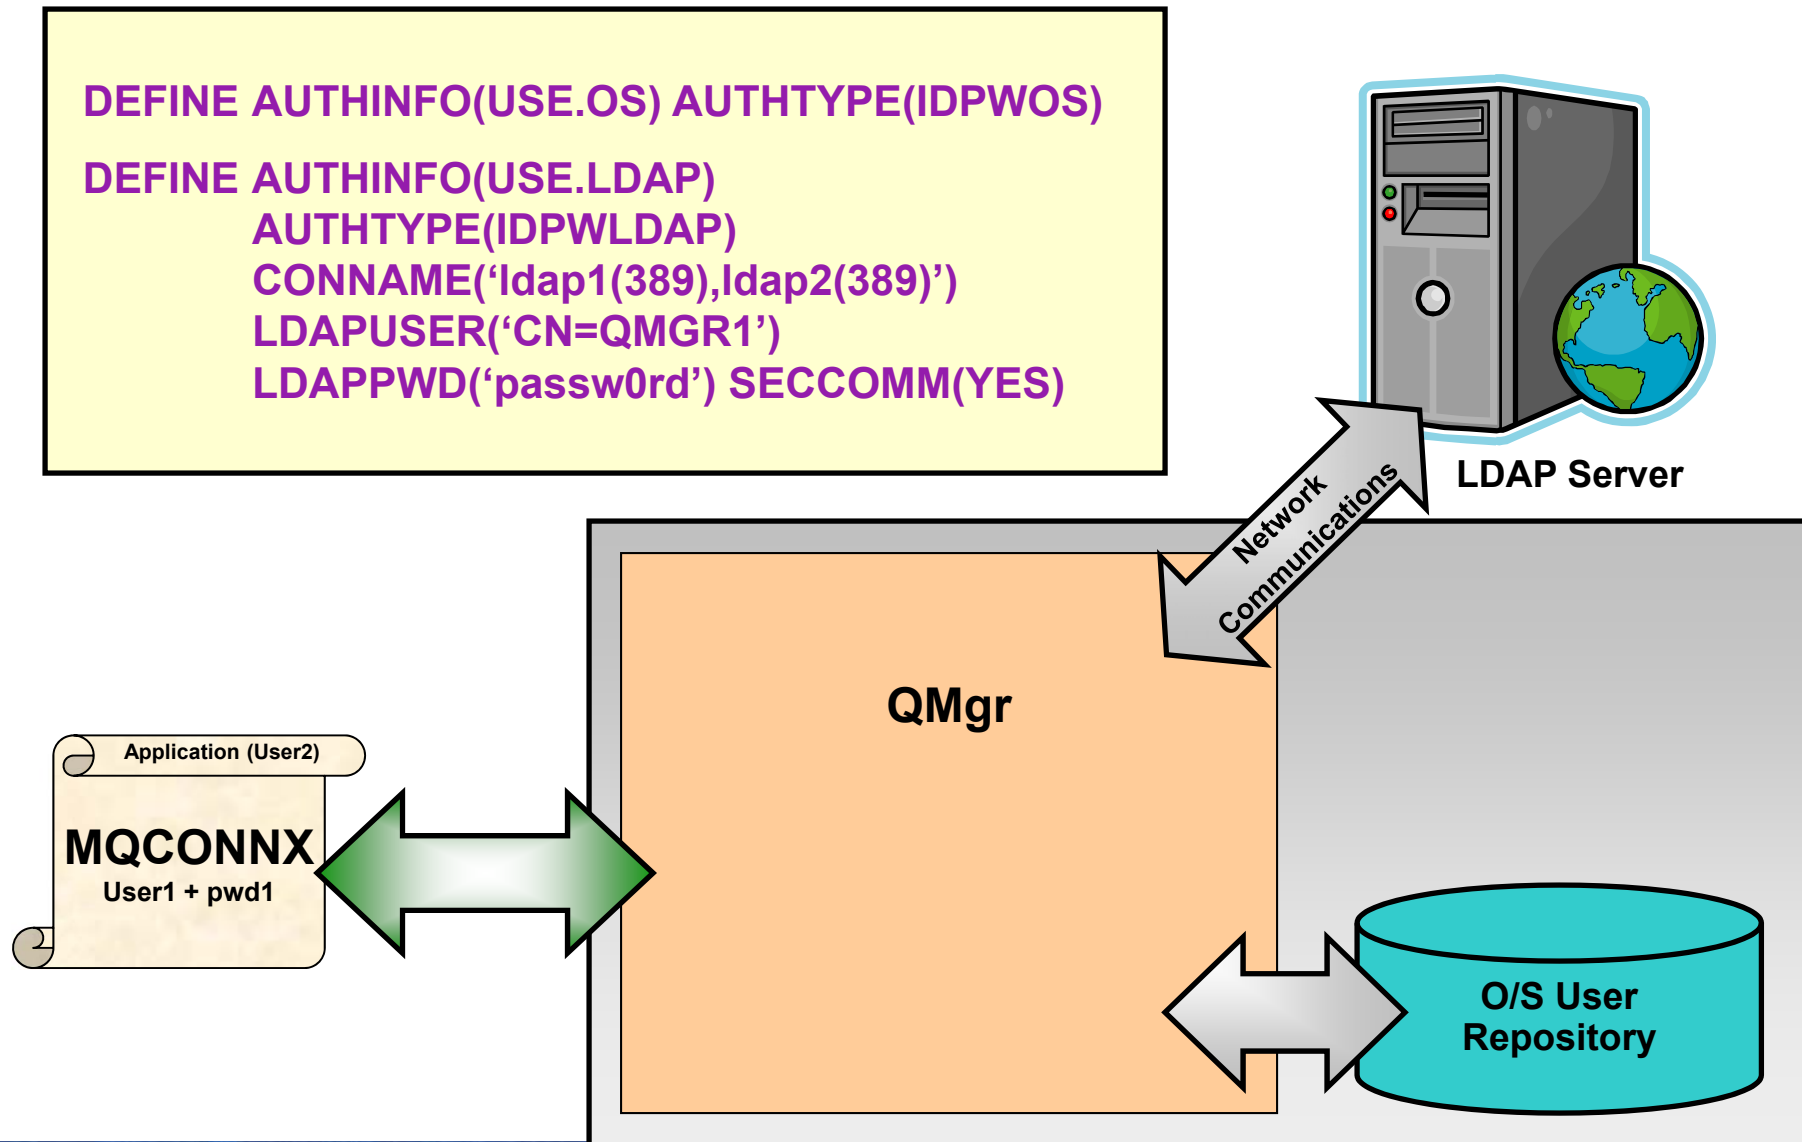 DEFINE AUTHINFO(USE.OS) AUTHTYPE(IDPWOS)
DEFINE AUTHINFO(USE.LDAP)
AUTHTYPE(IDPWLDAP)
CONNAME(‘ldap1(389),ldap2(389)’)
LDAPUSER(‘CN=QMGR1’)
LDAPPWD(‘passw0rd’) SECCOMM(YES)
LDAP Server
Network
Communications
QMgr
Application (User2)
MQCONNX
User1 + pwd1
O/S User
Repository